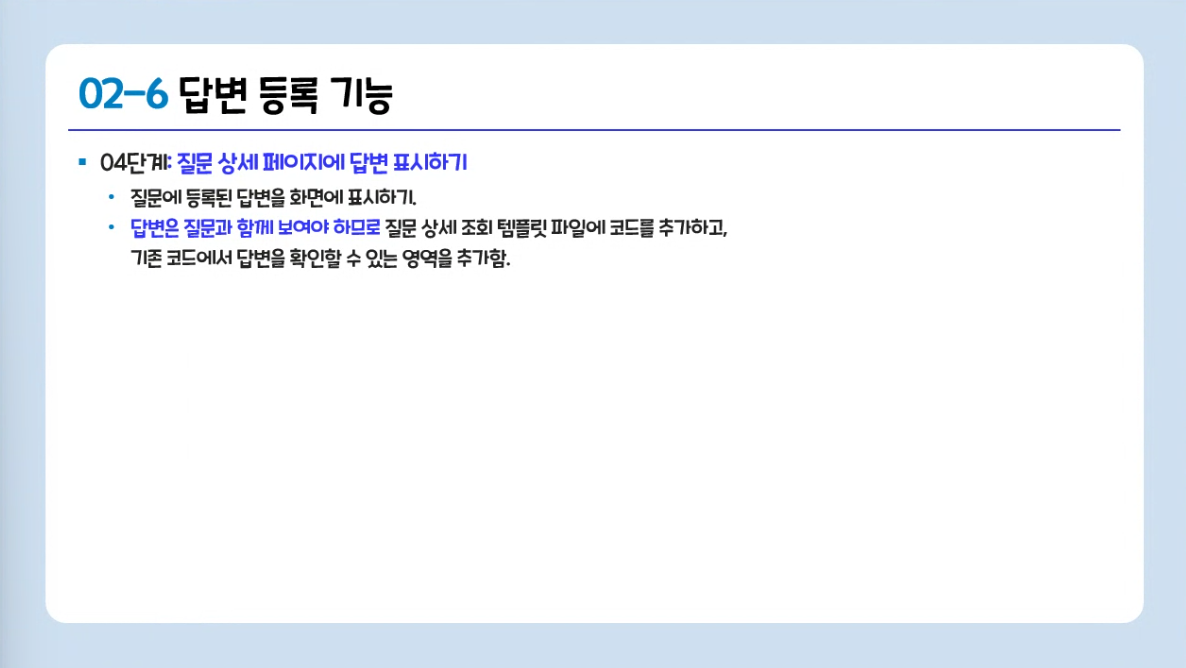 02-6 답변 등록 기능
▪ 04단계: 질문 상세 페이지에 답변 표시하기
• 질문에 등록된 답변을 화면에 표시하기.
• 답변은 질문과 함께 보여야 하므로 질문 상세 조회 템플릿 파일에 코드를 추가하고,
기존 코드에서 답변을 확인할 수 있는 영역을 추가함.